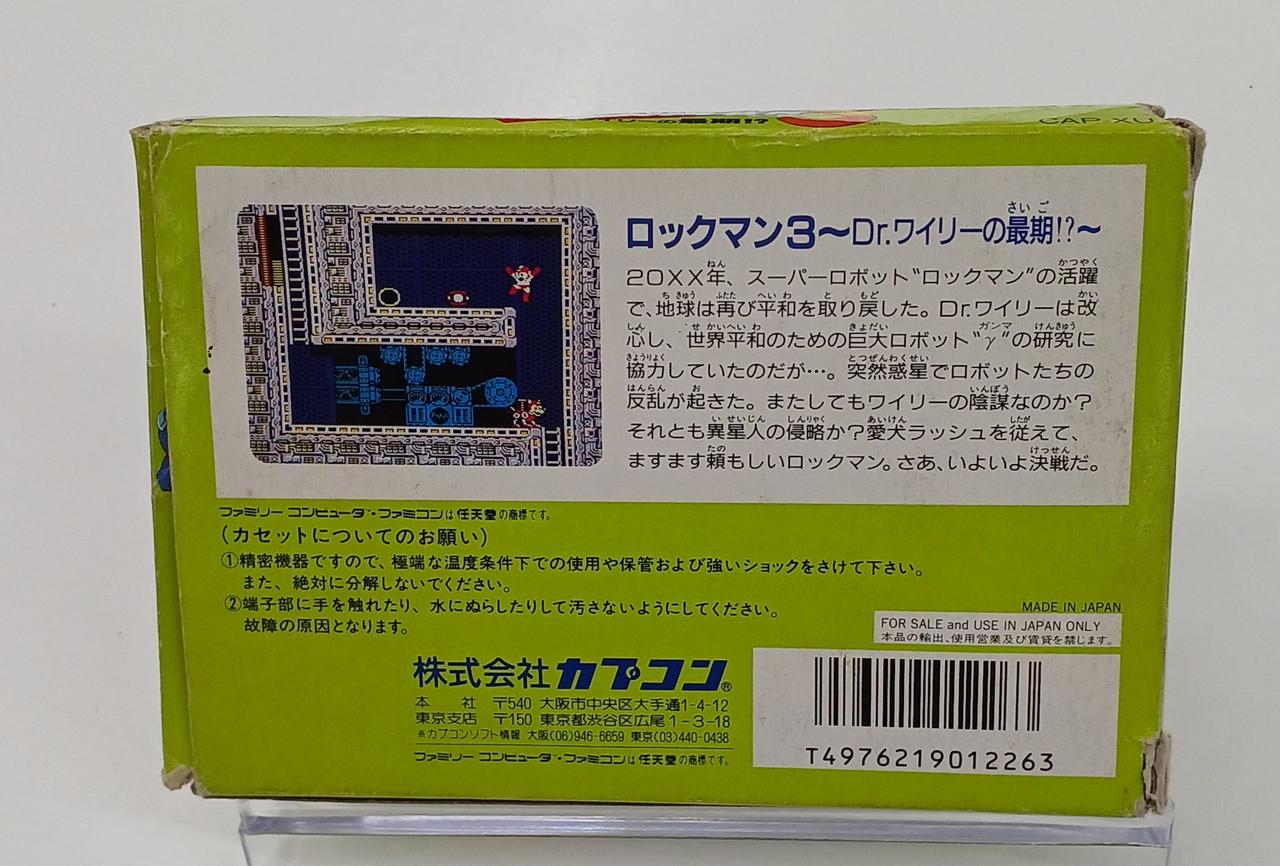 イリーの最期!?
CAP-XU
ロックマン3〜Dr.ワイリーの最期!?〜
20XX年、スーパーロボット"ロックマン"の活躍
で、地球は再び平和を取り戻した。Dr.ワイリーは改
心し、世界平和のための巨大ロボット"γ"の研究に
協力していたのだが…。突然惑星でロボットたちの
反乱が起きた。またしてもワイリーの陰謀なのか?
それとも異星人の侵略か?愛犬ラッシュを従えて、
ますます頼もしいロックマン。さあ、いよいよ決戦だ。
ファミリー コンピュータ・ファミコンは任天堂の商標です。
(カセットについてのお願い)
①精密機器ですので、極端な温度条件下での使用や保管および強いショックをさけて下さい。
また、絶対に分解しないでください。
②端子部に手を触れたり、水にぬらしたりして汚さないようにしてください。
故障の原因となります。
MADE IN JAPAN
FOR SALE and USE IN JAPAN ONLY
本品の輸出、使用営業及び賃貸を禁じます。
株式会社カプコン®
本　社　〒540 大阪市中央区大手通1-4-12
東京支店　〒150 東京都渋谷区広尾1-3-18
※カプコンソフト情報 大阪(06)946-6659 東京(03)440-0438
ファミリー コンピュータ・ファミコンは任天堂の商標です。
T4976219012263